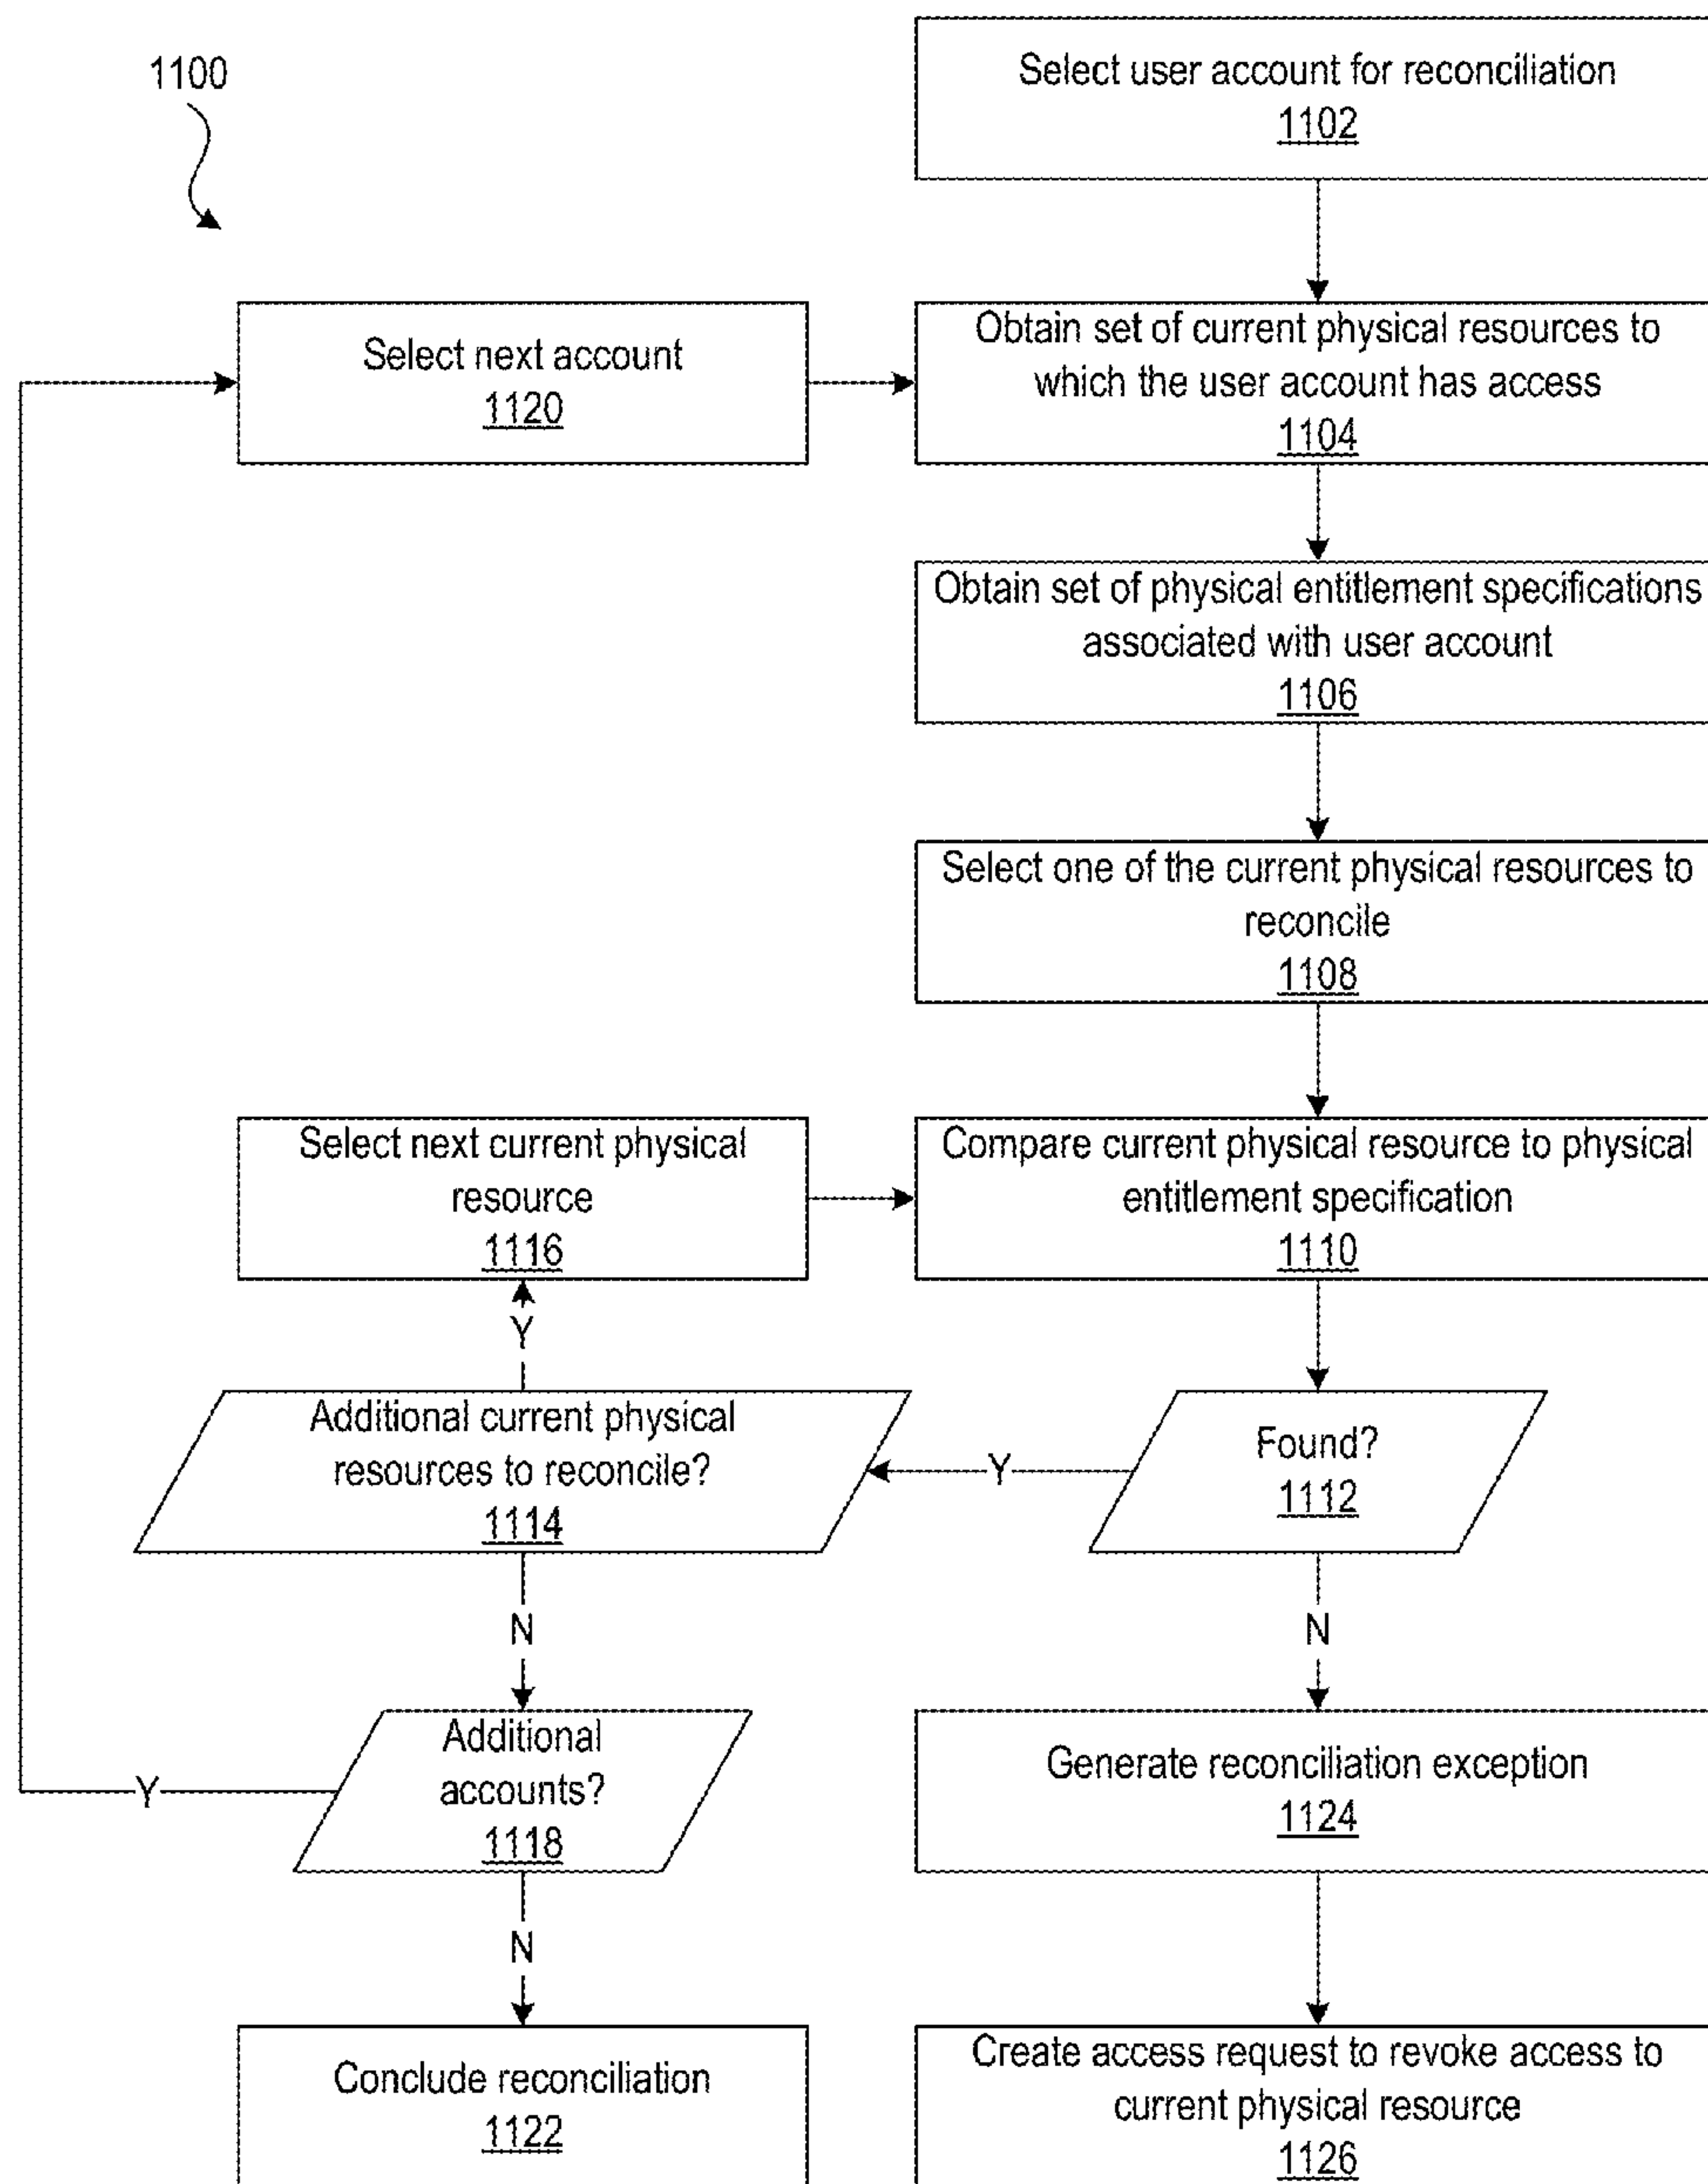 1100
Select user account for reconciliation
1102
Select next account
1120
Obtain set of current physical resources to
which the user account has access
1104
Obtain set of physical entitlement specifications
associated with user account
1106
Select one of the current physical resources to
reconcile
1108
Select next current physical
resource
1116
Compare current physical resource to physical
entitlement specification
1110
Y
Additional current physical
resources to reconcile?
1114
Y
Found?
1112
N
N
Additional
accounts?
1118
Y
Generate reconciliation exception
1124
N
Conclude reconciliation
1122
Create access request to revoke access to
current physical resource
1126